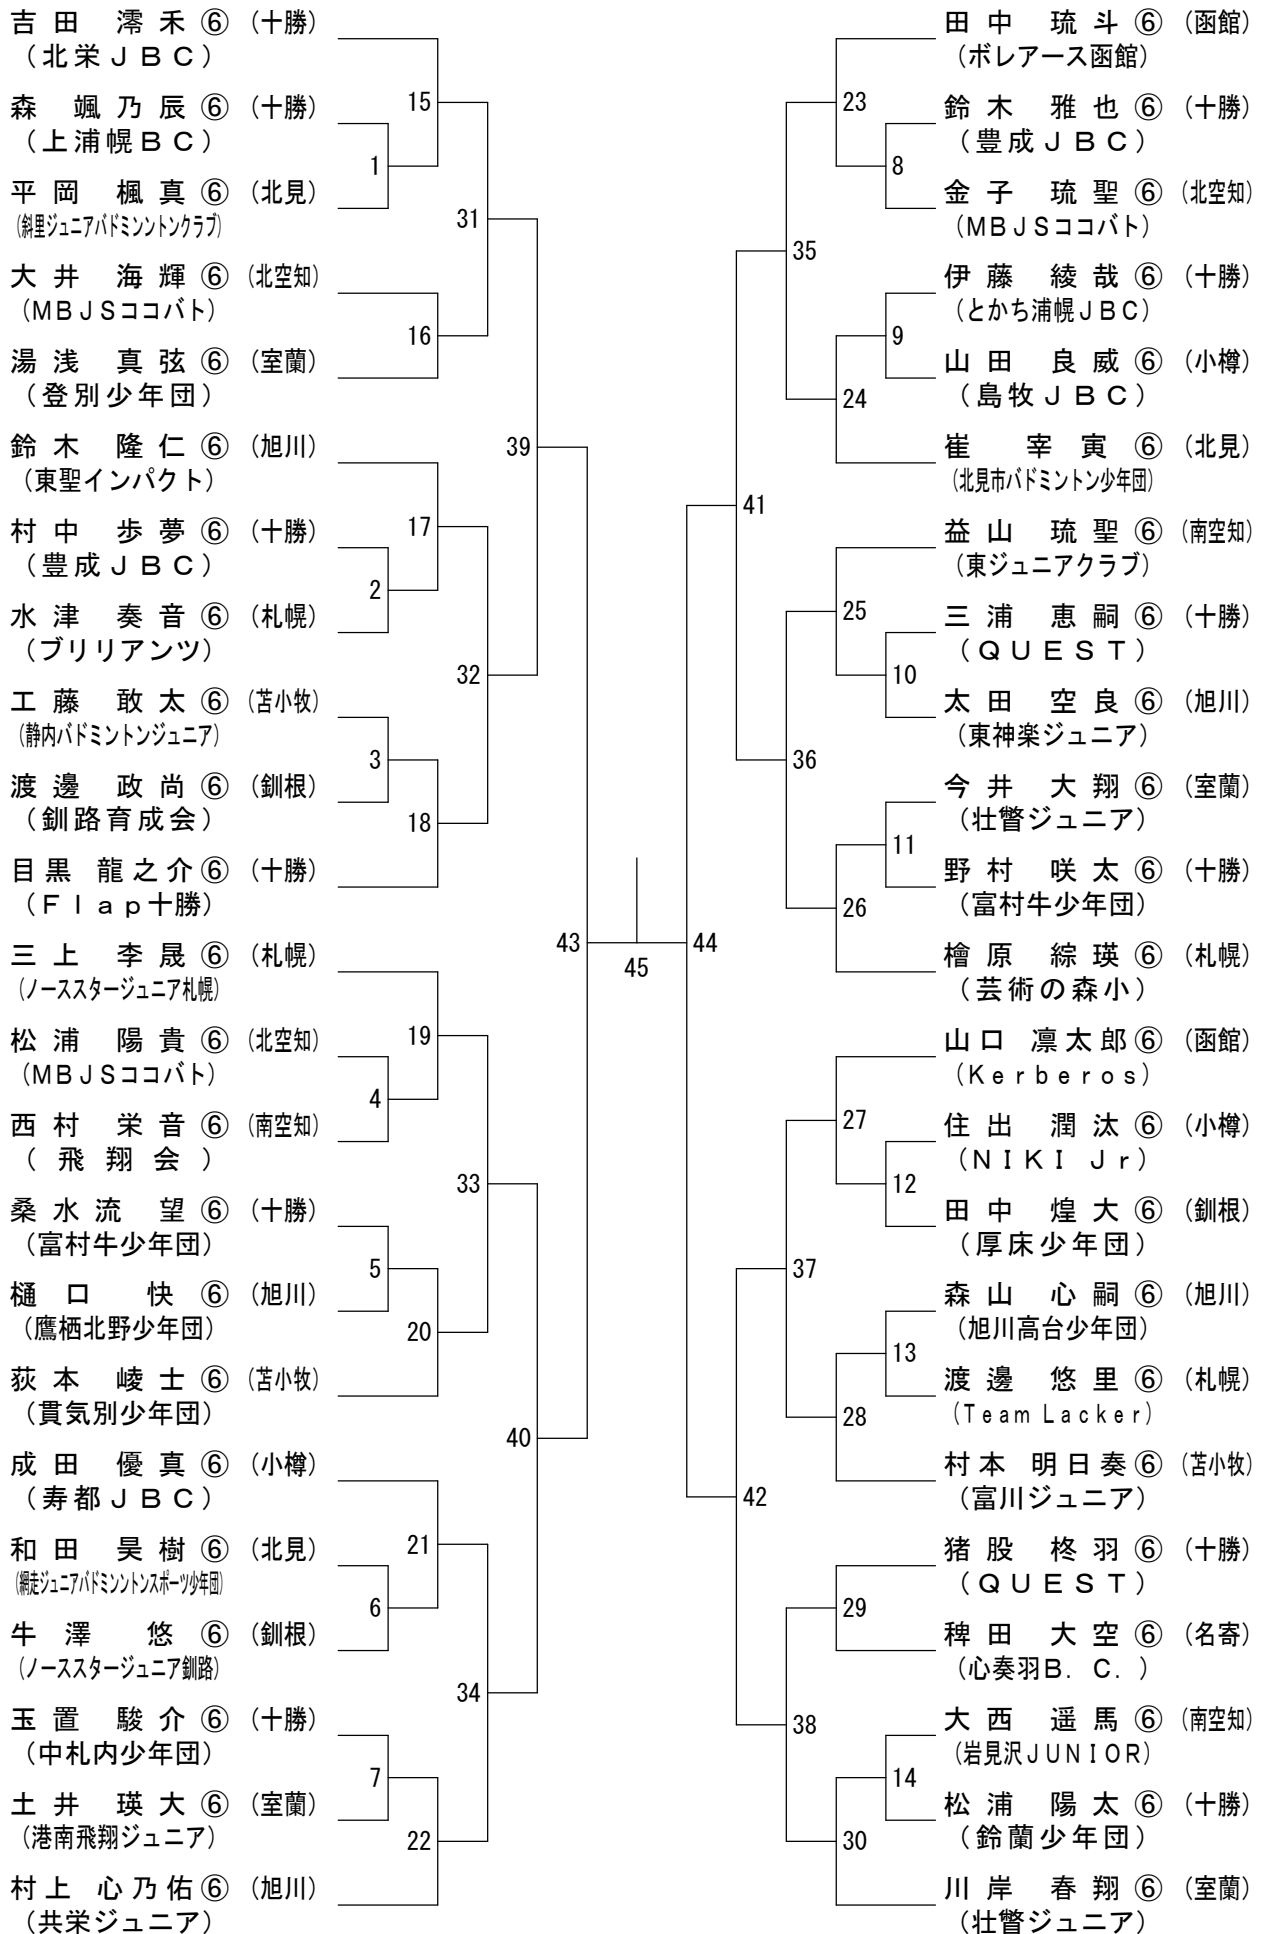 吉田 澪禾⑥ (十勝)
(北栄JBC)
森 颯乃辰⑥ (十勝)
(上浦幌BC)
平岡 楓真⑥ (北見)
(斜里ジュニアバドミンントンクラブ)
大井 海輝⑥ (北空知)
(MBJSココバト)
湯浅 真弦⑥ (室蘭)
(登別少年団)
鈴木 隆仁⑥ (旭川)
(東聖インパクト)
村中 歩夢⑥ (十勝)
(豊成JBC)
水津 奏音⑥ (札幌)
(ブリリアンツ)
工藤 敢太⑥ (苫小牧)
(静内バドミントンジュニア)
渡邊 政尚⑥ (釧根)
(釧路育成会)
目黒 龍之介⑥ (十勝)
(Flap十勝)
三上 李晟⑥ (札幌)
(ノーススタージュニア札幌)
松浦 陽貴⑥ (北空知)
(MBJSココバト)
西村 栄音⑥ (南空知)
(飛翔会)
桑水流 望⑥ (十勝)
(富村牛少年団)
樋口 快⑥ (旭川)
(鷹栖北野少年団)
荻本 崚士⑥ (苫小牧)
(貫気別少年団)
成田 優真⑥ (小樽)
(寿都JBC)
和田 昊樹⑥ (北見)
(網走ジュニアバドミンントンスポーツ少年団)
牛澤 悠⑥ (釧根)
(ノーススタージュニア釧路)
玉置 駿介⑥ (十勝)
(中札内少年団)
土井 瑛大⑥ (室蘭)
(港南飛翔ジュニア)
村上 心乃佑⑥ (旭川)
(共栄ジュニア)
1
2
3
4
5
6
7
15
16
17
18
19
20
21
22
31
32
33
34
39
40
43
45
44
41
42
35
36
37
38
23
24
25
26
27
28
29
30
8
9
10
11
12
13
14
田中 琉斗⑥ (函館)
(ボレアース函館)
鈴木 雅也⑥ (十勝)
(豊成JBC)
金子 琉聖⑥ (北空知)
(MBJSココバト)
伊藤 綾哉⑥ (十勝)
(とかち浦幌JBC)
山田 良威⑥ (小樽)
(島牧JBC)
崔 宰寅⑥ (北見)
(北見市バドミントン少年団)
益山 琉聖⑥ (南空知)
(東ジュニアクラブ)
三浦 恵嗣⑥ (十勝)
(QUEST)
太田 空良⑥ (旭川)
(東神楽ジュニア)
今井 大翔⑥ (室蘭)
(壮瞥ジュニア)
野村 咲太⑥ (十勝)
(富村牛少年団)
檜原 綜瑛⑥ (札幌)
(芸術の森小)
山口 凛太郎⑥ (函館)
(Kerberos)
住出 潤汰⑥ (小樽)
(NIKI Jr)
田中 煌大⑥ (釧根)
(厚床少年団)
森山 心嗣⑥ (旭川)
(旭川高台少年団)
渡邊 悠里⑥ (札幌)
(Team Lacker)
村本 明日奏⑥ (苫小牧)
(富川ジュニア)
猪股 柊羽⑥ (十勝)
(QUEST)
稗田 大空⑥ (名寄)
(心奏羽B.C.)
大西 遥馬⑥ (南空知)
(岩見沢JUNIOR)
松浦 陽太⑥ (十勝)
(鈴蘭少年団)
川岸 春翔⑥ (室蘭)
(壮瞥ジュニア)